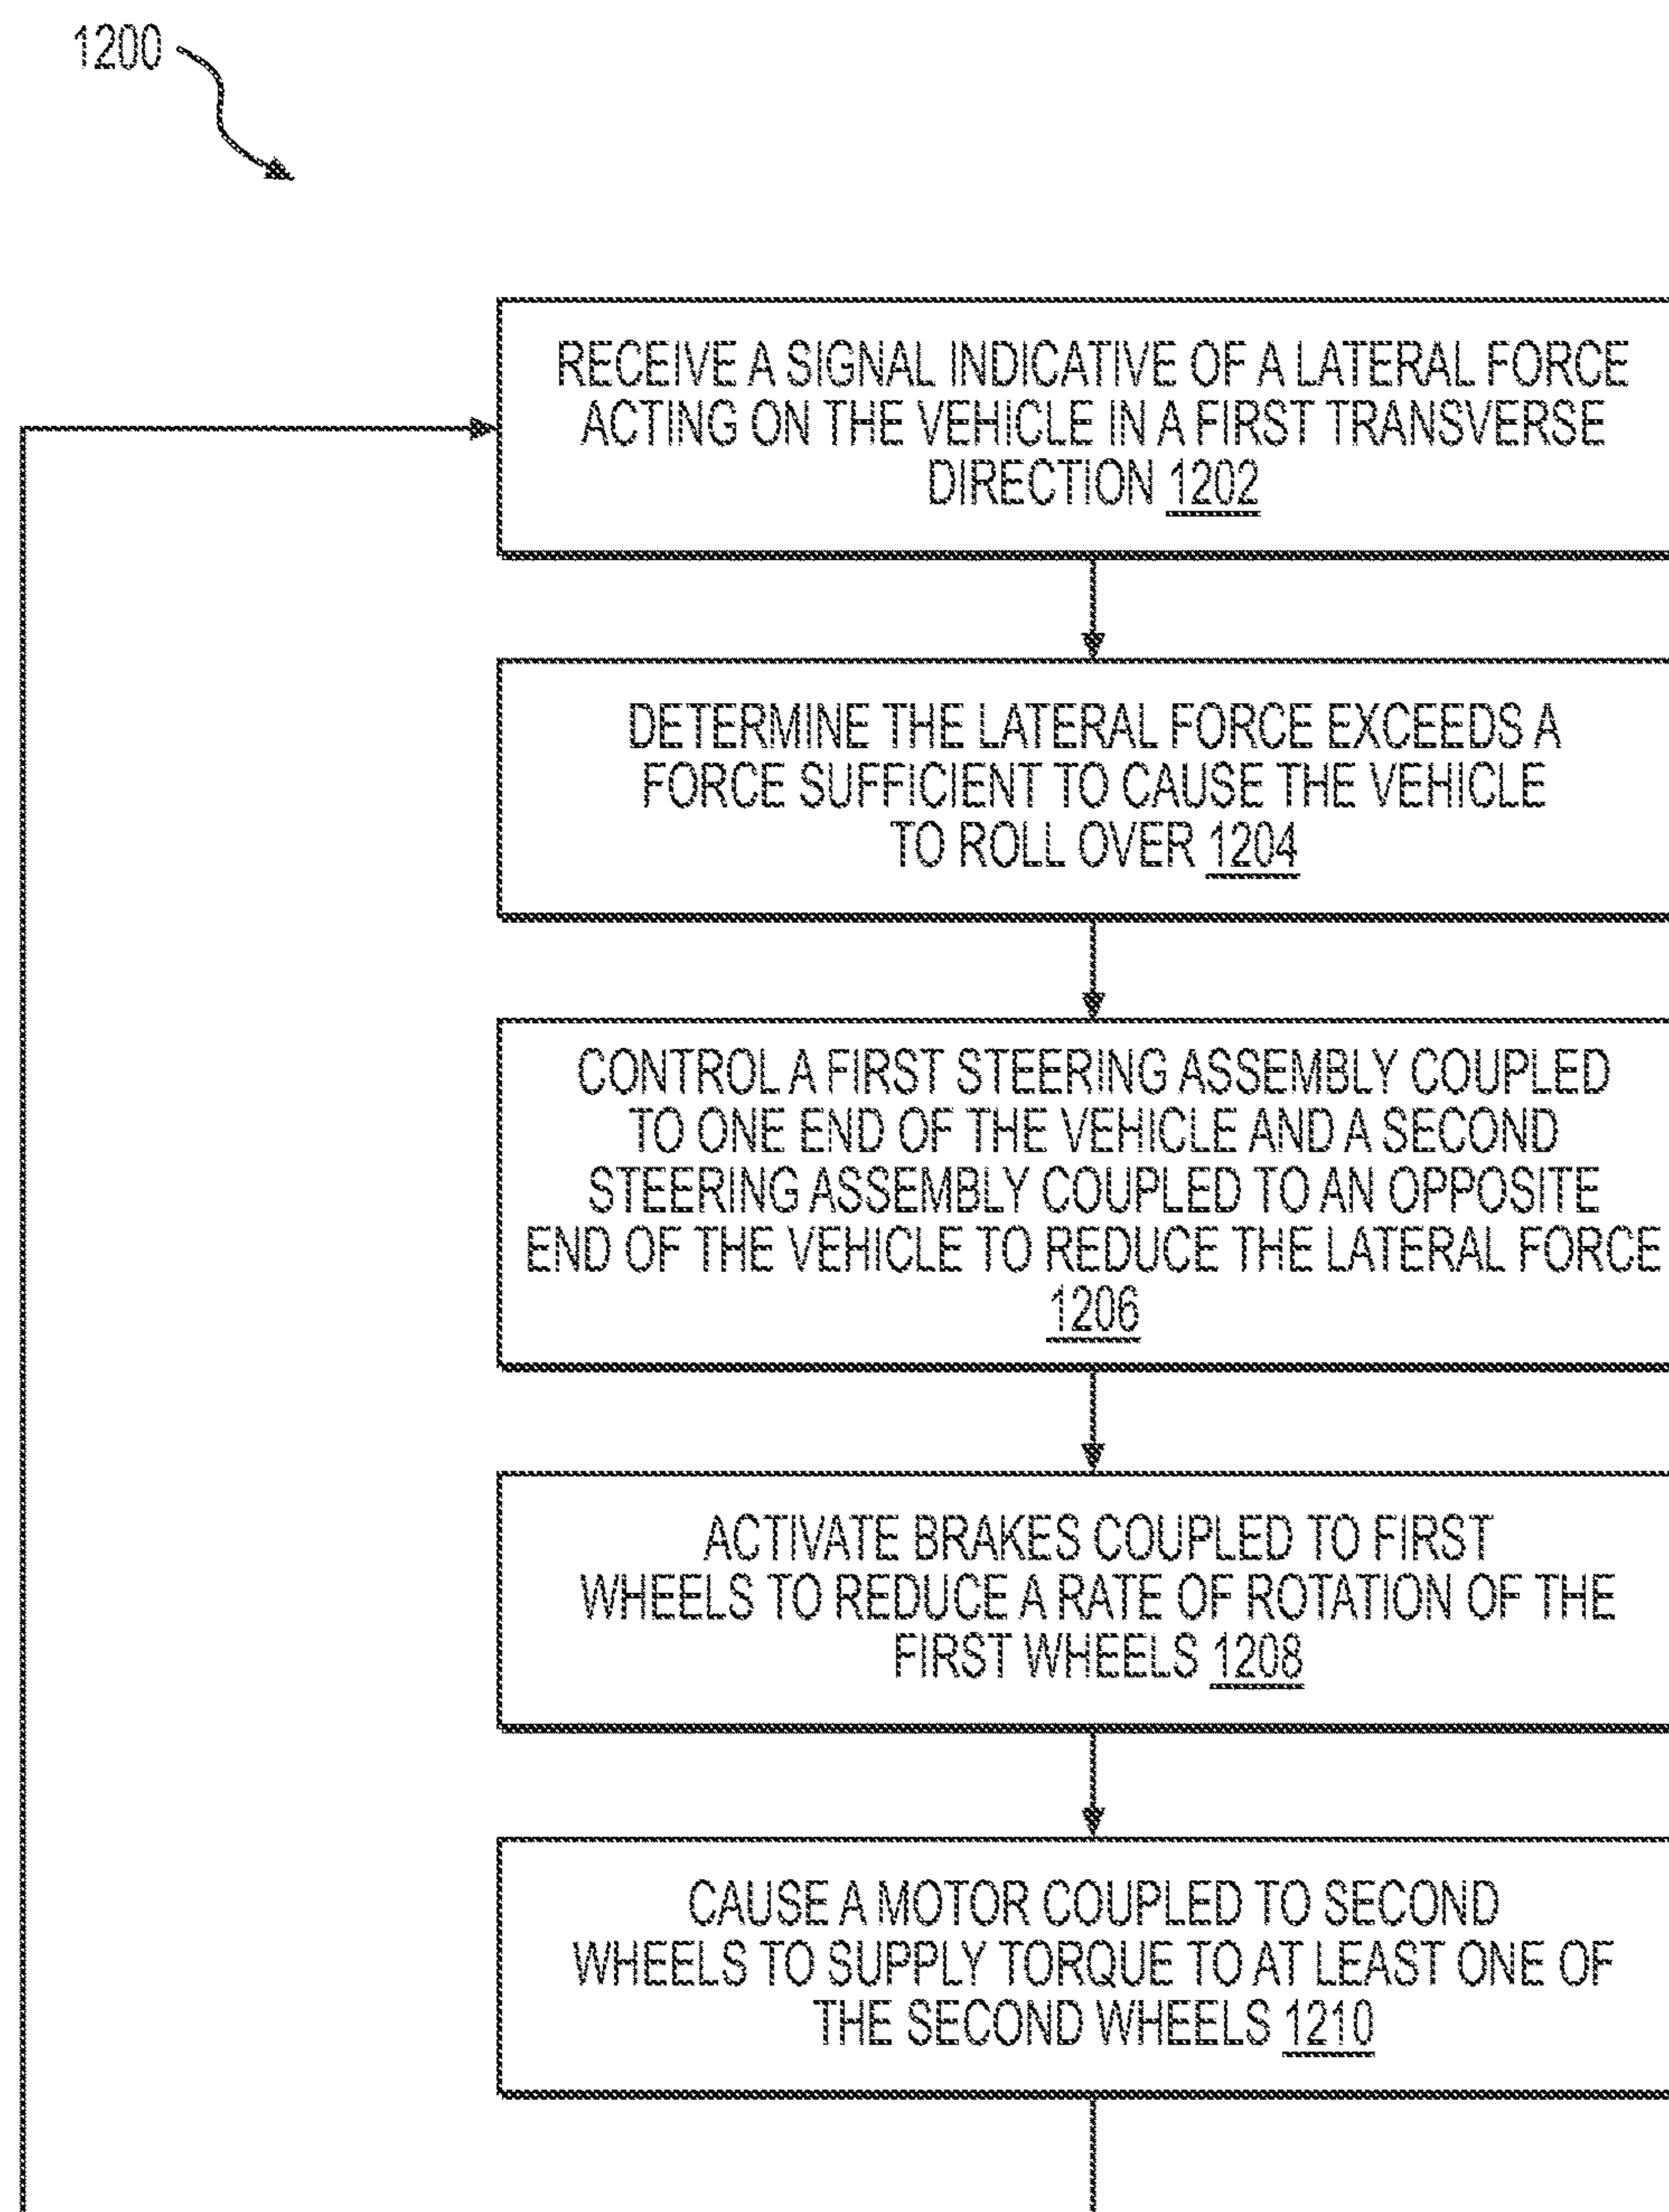 1200
RECEIVE A SIGNAL INDICATIVE OF A LATERAL FORCE
ACTING ON THE VEHICLE IN A FIRST TRANSVERSE
DIRECTION 1202
DETERMINE THE LATERAL FORCE EXCEEDS A
FORCE SUFFICIENT TO CAUSE THE VEHICLE
TO ROLL OVER 1204
CONTROL A FIRST STEERING ASSEMBLY COUPLED
TO ONE END OF THE VEHICLE AND A SECOND
STEERING ASSEMBLY COUPLED TO AN OPPOSITE
END OF THE VEHICLE TO REDUCE THE LATERAL FORCE
1206
ACTIVATE BRAKES COUPLED TO FIRST
WHEELS TO REDUCE A RATE OF ROTATION OF THE
FIRST WHEELS 1208
CAUSE A MOTOR COUPLED TO SECOND
WHEELS TO SUPPLY TORQUE TO AT LEAST ONE OF
THE SECOND WHEELS 1210